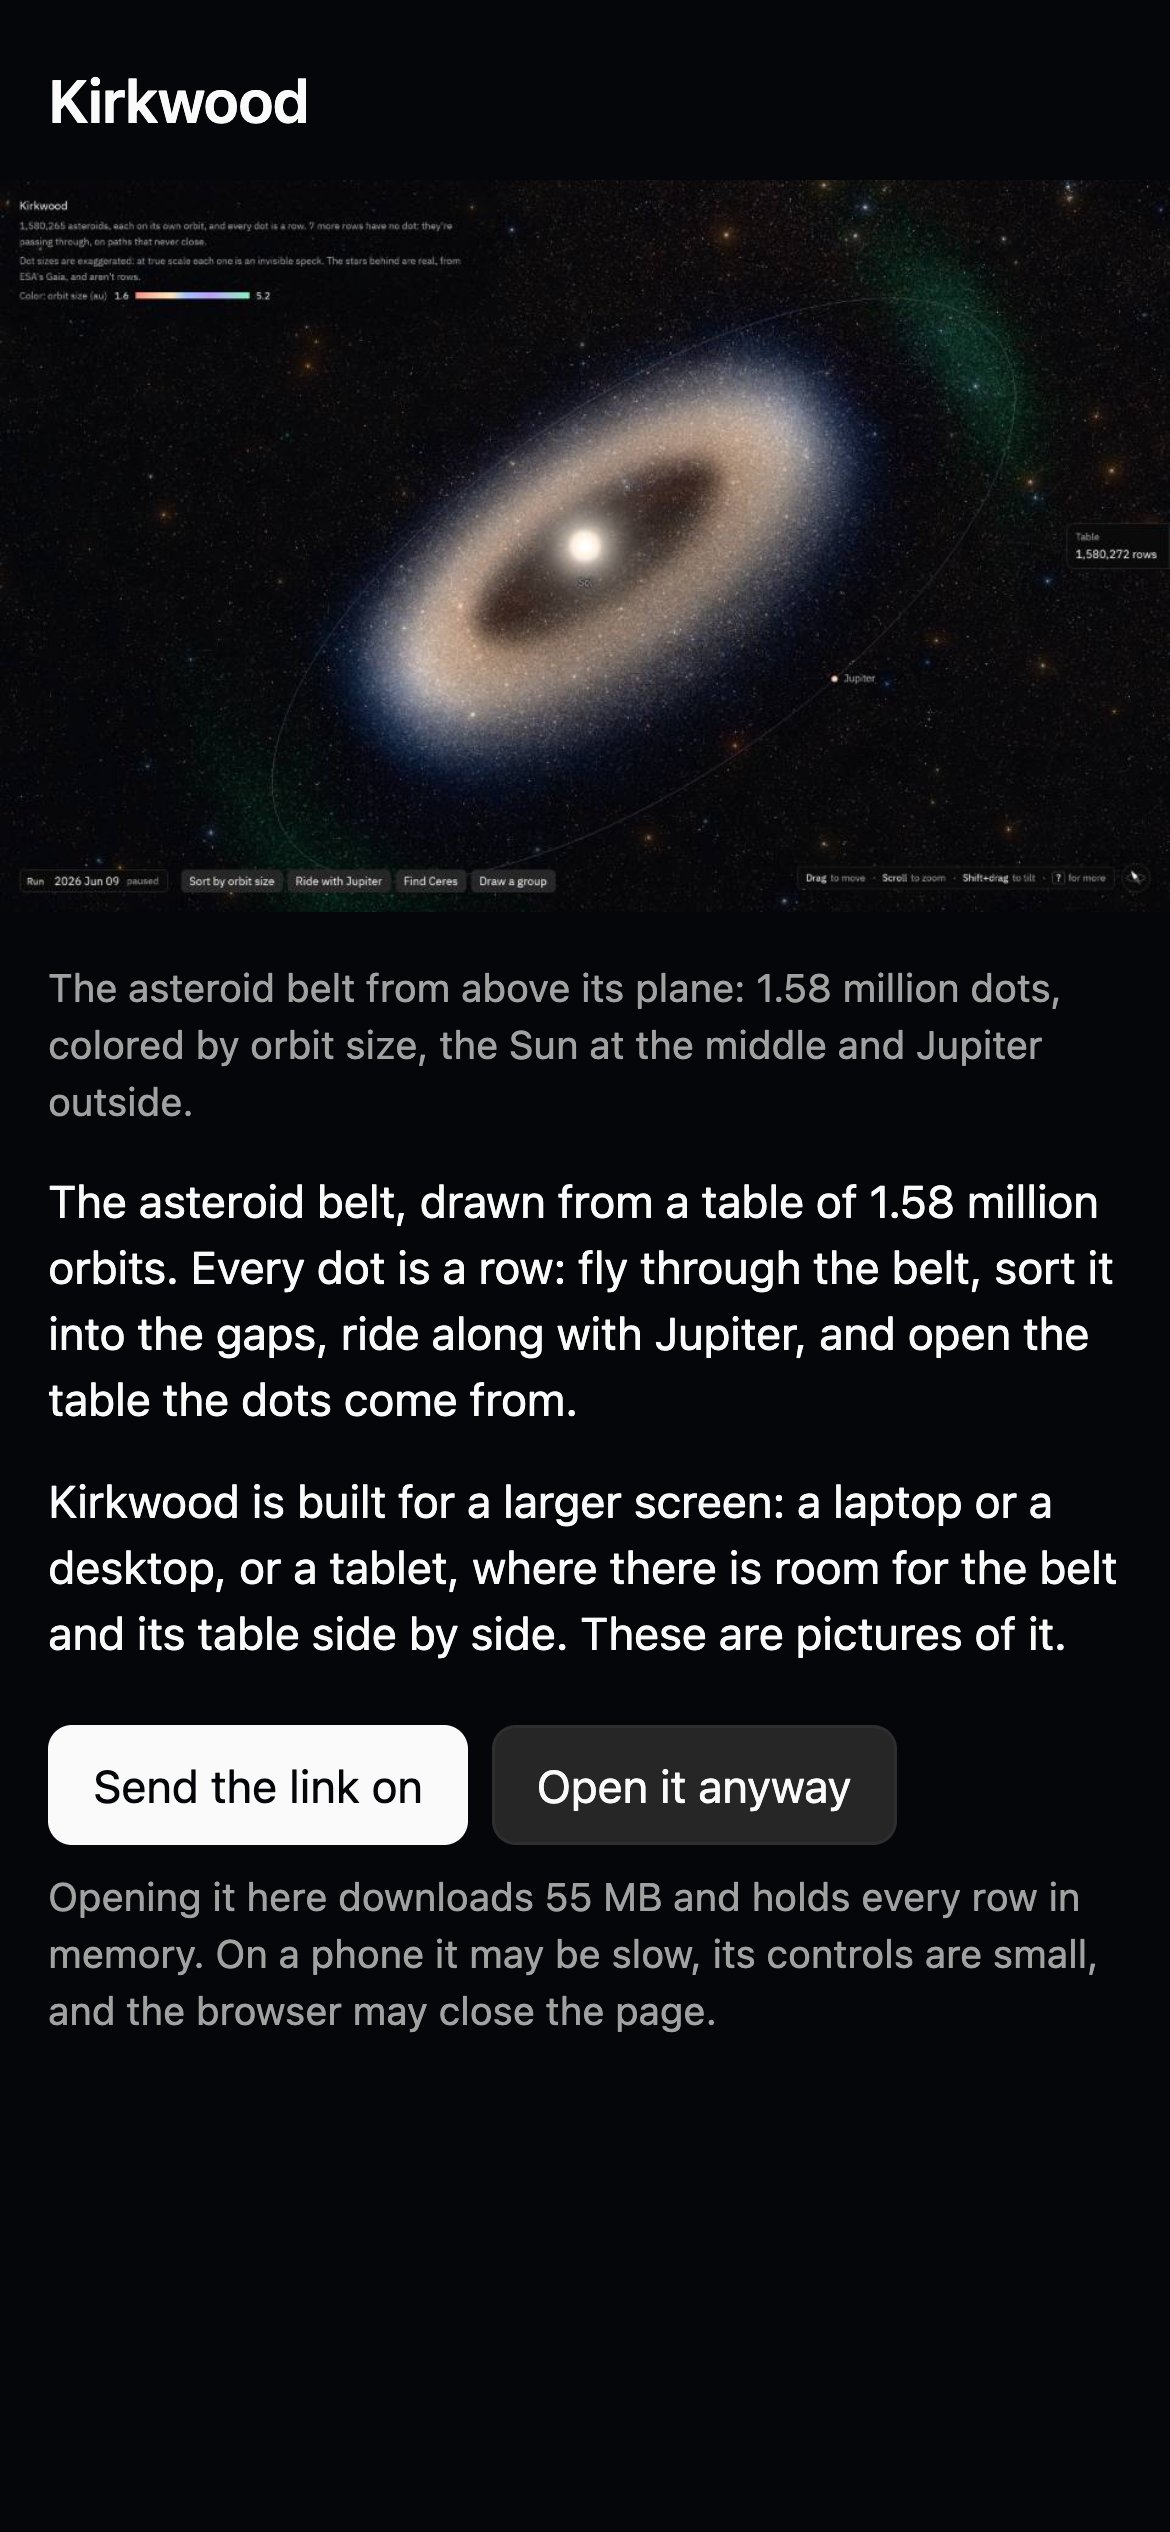 Kirkwood
Kirkwood
1,580,265 asteroids, each on its own orbit, and every dot is a row. 7 more rows have no dot: they're
passing through, on paths that never close.
Dot sizes are exaggerated: at true scale each one is an invisible speck. The stars behind are real, from
ESA's Gaia, and aren't rows.
Color: orbit size (au) 1.6 5.2
Table
1,580,272 rows
Jupiter
Run 2026 Jun 09 paused Sort by orbit size Ride with Jupiter Find Ceres Draw a group Drag to move · Scroll to zoom · Shift+drag to tilt · ? for more
The asteroid belt from above its plane: 1.58 million dots,
colored by orbit size, the Sun at the middle and Jupiter
outside.
The asteroid belt, drawn from a table of 1.58 million
orbits. Every dot is a row: fly through the belt, sort it
into the gaps, ride along with Jupiter, and open the
table the dots come from.
Kirkwood is built for a larger screen: a laptop or a
desktop, or a tablet, where there is room for the belt
and its table side by side. These are pictures of it.
Send the link on Open it anyway
Opening it here downloads 55 MB and holds every row in
memory. On a phone it may be slow, its controls are small,
and the browser may close the page.